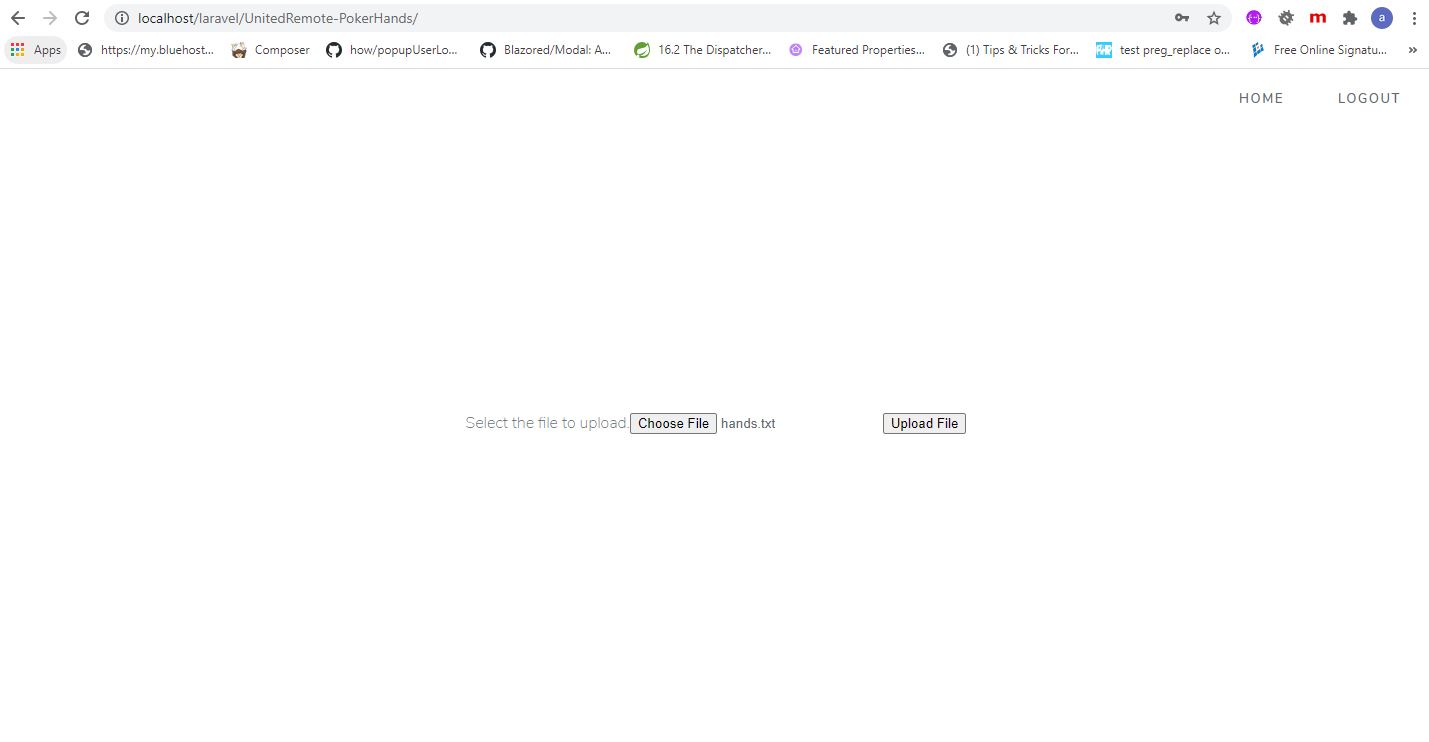 localhost/laravel/UnitedRemote-PokerHands/
a
Apps https://my.bluehost... Composer how/popupUserLo... Blazored/Modal: A... 16.2 The Dispatcher... Featured Properties... (1) Tips & Tricks For... test preg_replace o... Free Online Signatu... »
HOME LOGOUT
Select the file to upload. Choose File hands.txt Upload File